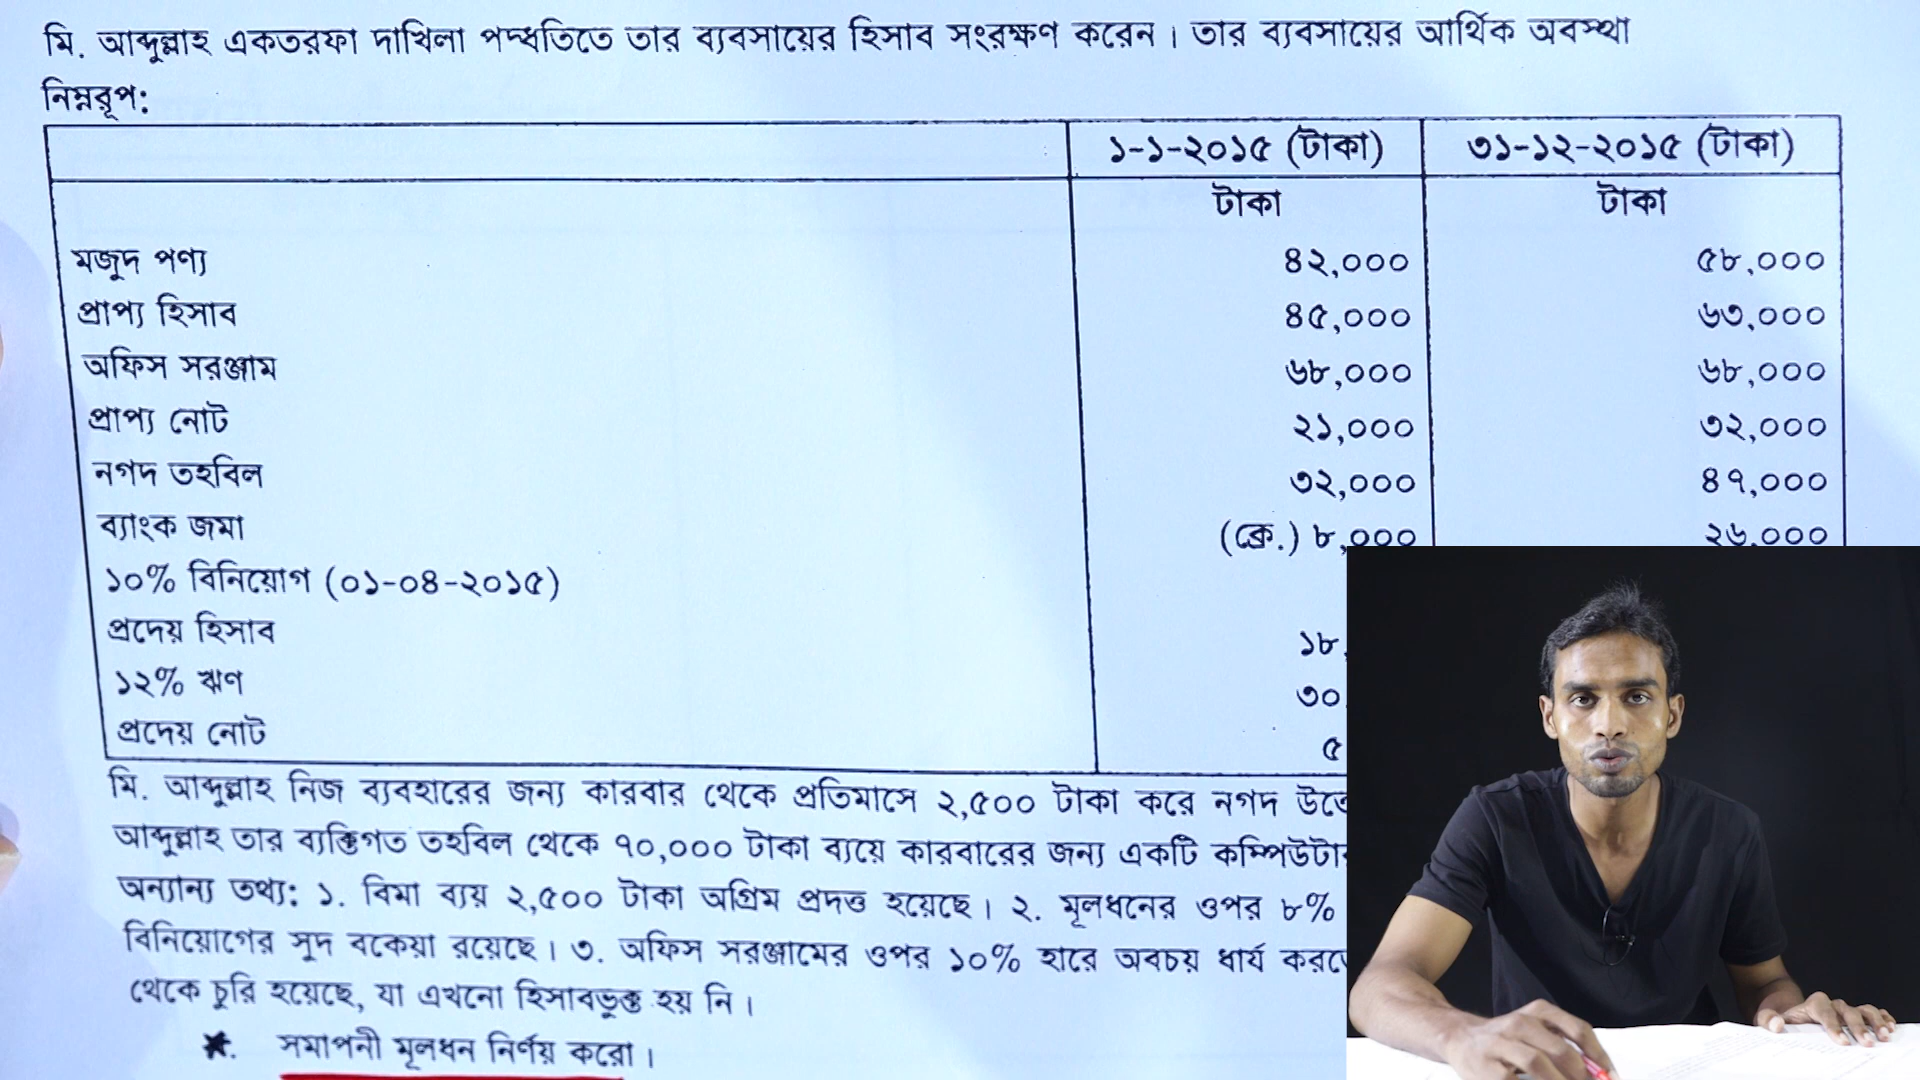 মি. আব্দুল্লাহ একতরফা দাখিলা পদ্ধতিতে তার ব্যবসায়ের হিসাব সংরক্ষণ করেন। তার ব্যবসায়ের আর্থিক অবস্থা
নিম্নরূপ:
১-১-২০১৫ (টাকা) ৩১-১২-২০১৫ (টাকা)
টাকা টাকা
মজুদ পণ্য ৪২,০০০ ৫৮,০০০
প্রাপ্য হিসাব ৪৫,০০০ ৬৩,০০০
অফিস সরঞ্জাম ৬৮,০০০ ৬৮,০০০
প্রাপ্য নোট ২১,০০০ ৩২,০০০
নগদ তহবিল ৩২,০০০ ৪৭,০০০
ব্যাংক জমা (ক্রে.) ৮,০০০ ২৬,০০০
১০% বিনিয়োগ (০১-০৪-২০১৫)
প্রদেয় হিসাব ১৮,
১২% ঋণ ৩০
প্রদেয় নোট ৫
মি. আব্দুল্লাহ নিজ ব্যবহারের জন্য কারবার থেকে প্রতিমাসে ২,৫০০ টাকা করে নগদ
আব্দুল্লাহ তার ব্যক্তিগত তহবিল থেকে ৭০,০০০ টাকা ব্যয়ে কারবারের জন্য একটি কম্পিউটার
অন্যান্য তথ্য: ১. বিমা ব্যয় ২,৫০০ টাকা অগ্রিম প্রদত্ত হয়েছে। ২. মূলধনের ওপর ৮%
বিনিয়োগের সুদ বকেয়া রয়েছে। ৩. অফিস সরঞ্জামের ওপর ১০% হারে অবচয় ধার্য
থেকে চুরি হয়েছে, যা এখনো হিসাবভুক্ত হয় নি।
★. সমাপনী মূলধন নির্ণয় করো।